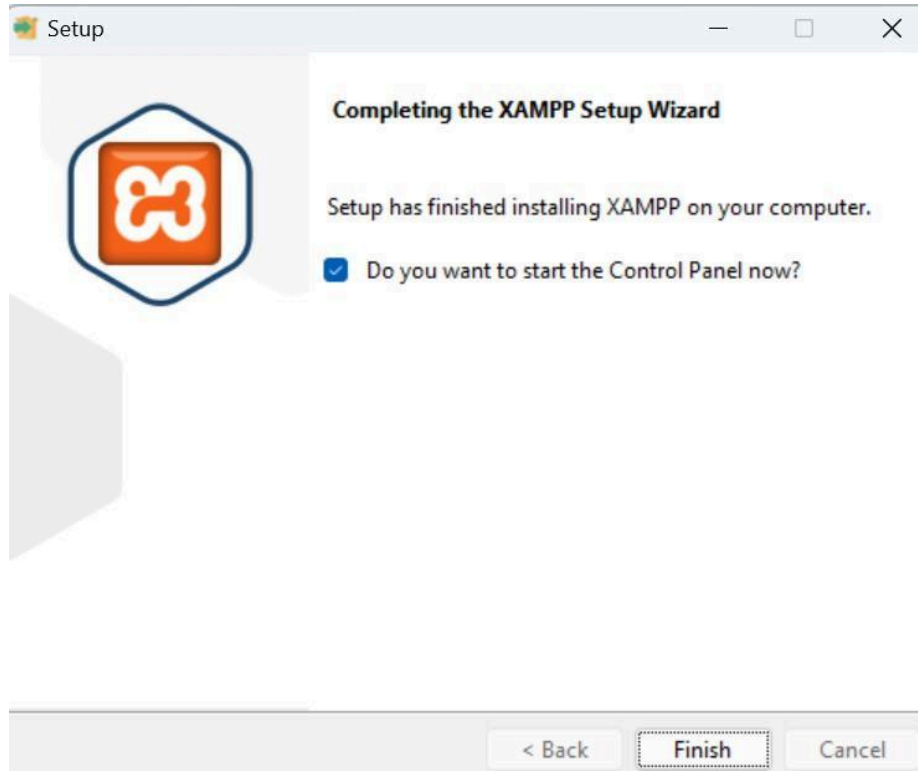 Setup
Completing the XAMPP Setup Wizard
Setup has finished installing XAMPP on your computer.
Do you want to start the Control Panel now?
< Back
Finish
Cancel